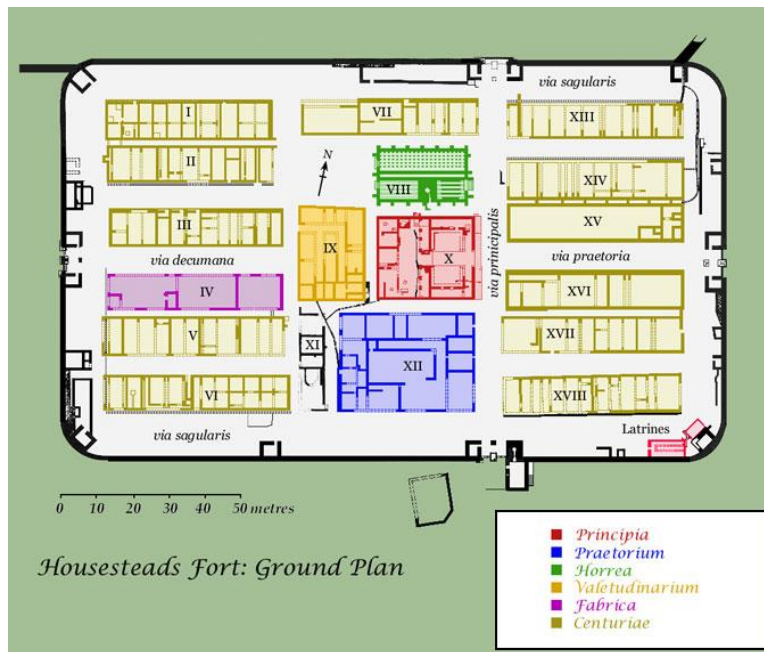 via sagularis
I
VII
XIII
II
N
VIII
XIV
III
IX
XV
via decumana
X
via prinicipalis
via praetoria
IV
XVI
V
XI
XVII
XII
VI
XVIII
via sagularis
Latrines
0 10 20 30 40 50 metres
Housesteads Fort: Ground Plan
Principia
Praetorium
Horrea
Valetudinarium
Fabrica
Centuriae